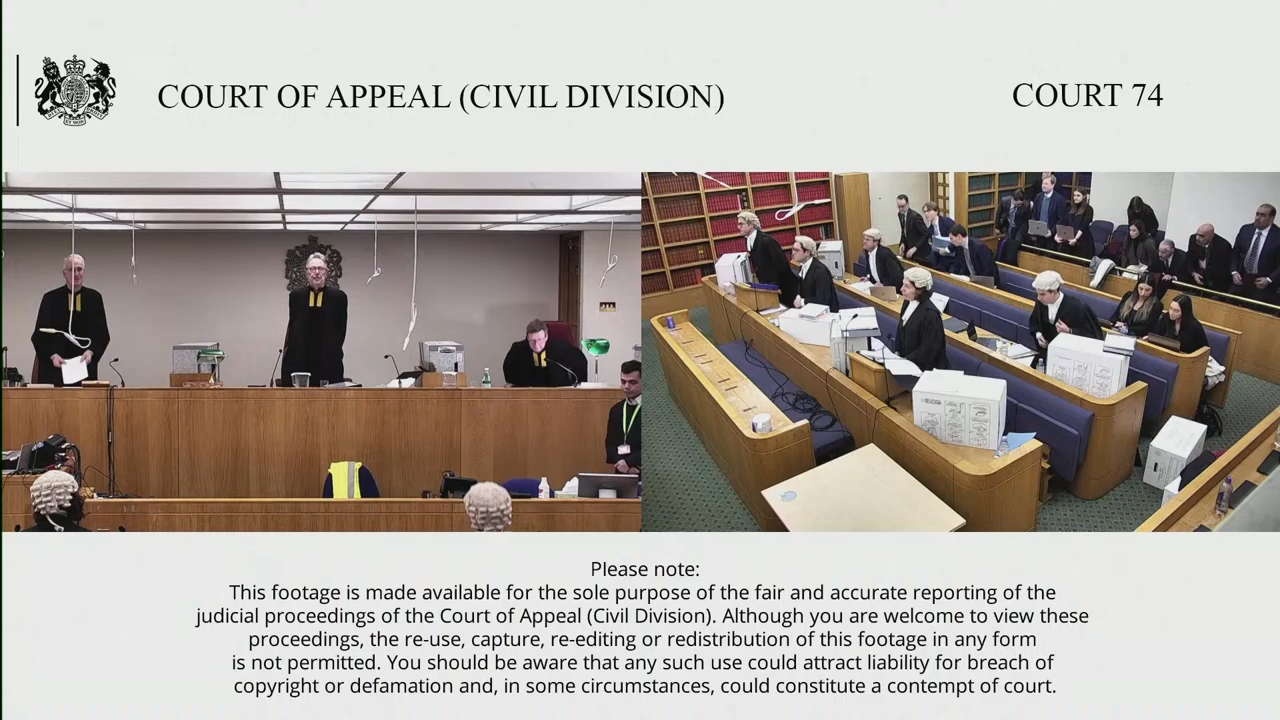 COURT OF APPEAL (CIVIL DIVISION)
COURT 74
Please note:
This footage is made available for the sole purpose of the fair and accurate reporting of the
judicial proceedings of the Court of Appeal (Civil Division). Although you are welcome to view these
proceedings, the re-use, capture, re-editing or redistribution of this footage in any form
is not permitted. You should be aware that any such use could attract liability for breach of
copyright or defamation and, in some circumstances, could constitute a contempt of court.